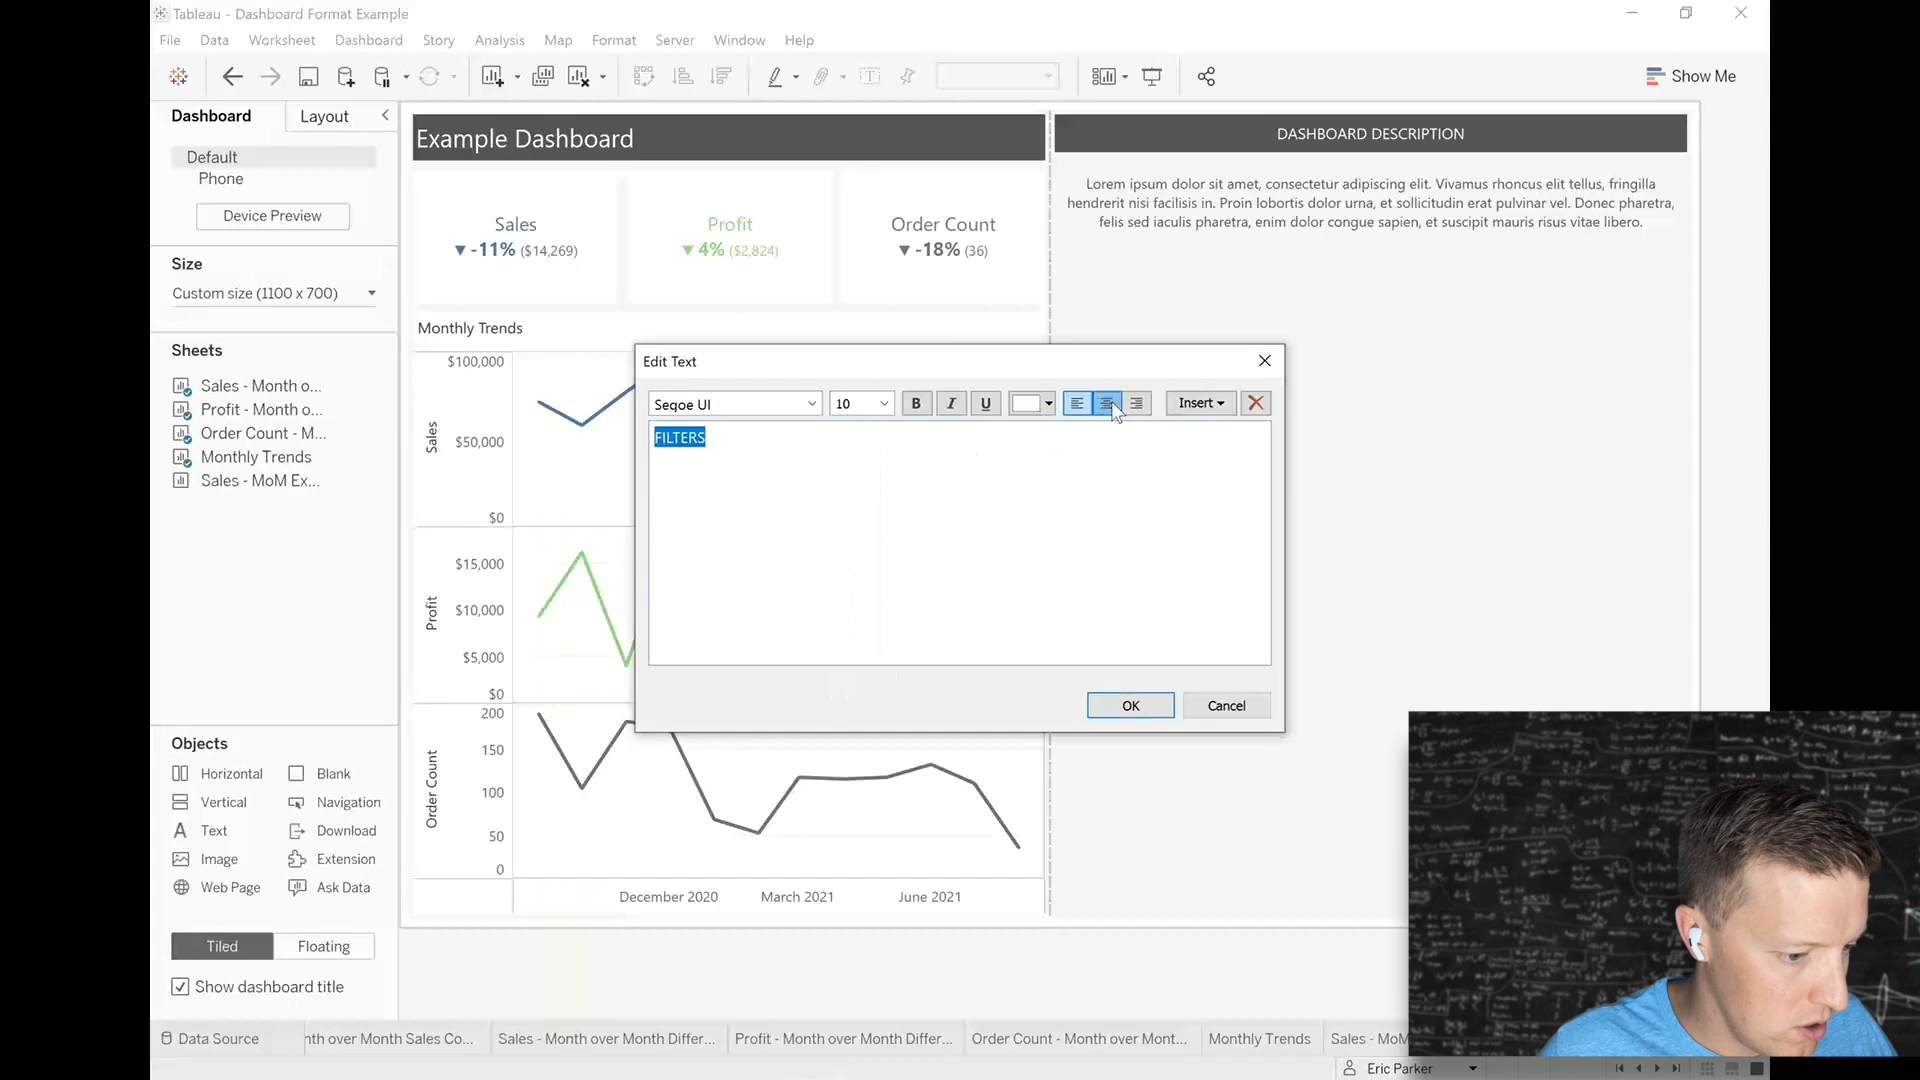 Tableau - Dashboard Format Example
File Data Worksheet Dashboard Story Analysis Map Format Server Window Help
Show Me
Dashboard Layout
Default
Phone
Device Preview
Size
Custom size (1100 x 700)
Sheets
Sales - Month o...
Profit - Month o...
Order Count - M...
Monthly Trends
Sales - MoM Ex...
Objects
Horizontal Blank
Vertical Navigation
Text Download
Image Extension
Web Page Ask Data
Tiled Floating
Show dashboard title
Example Dashboard
Sales
▼ -11% ($14,269)
Profit
▼ 4% ($2,824)
Order Count
▼ -18% (36)
Monthly Trends
Sales
$100,000
$50,000
$0
Profit
$15,000
$10,000
$5,000
$0
Order Count
200
150
100
50
0
December 2020 March 2021 June 2021
DASHBOARD DESCRIPTION
Lorem ipsum dolor sit amet, consectetur adipiscing elit. Vivamus rhoncus elit tellus, fringilla
hendrerit nisi facilisis in. Proin lobortis dolor urna, et sollicitudin erat pulvinar vel. Donec pharetra,
felis sed iaculis pharetra, enim dolor congue sapien, et suscipit mauris risus vitae libero.
Edit Text
Segoe UI 10 B I U Insert
FILTERS
OK Cancel
Data Source nth over Month Sales Co... Sales - Month over Month Differ... Profit - Month over Month Differ... Order Count - Month over Mont... Monthly Trends Sales - MoM
Eric Parker